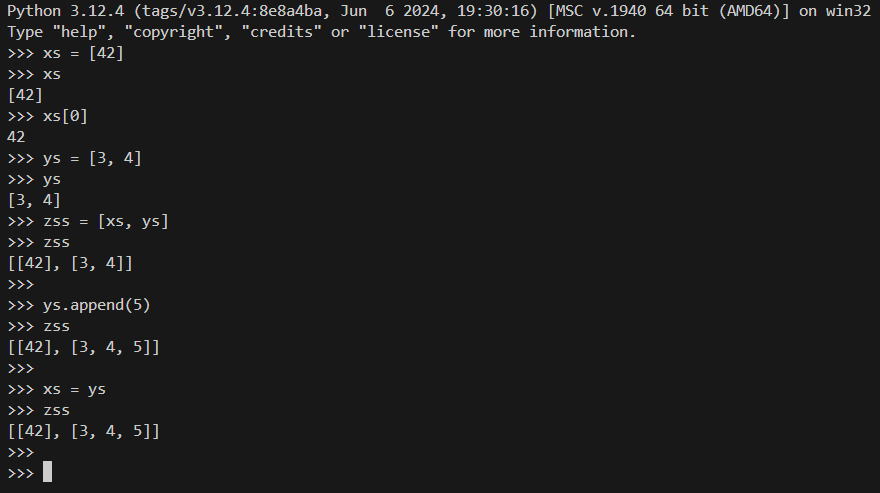 Python 3.12.4 (tags/v3.12.4:8e8a4ba, Jun  6 2024, 19:30:16) [MSC v.1940 64 bit (AMD64)] on win32
Type "help", "copyright", "credits" or "license" for more information.
>>> xs = [42]
>>> xs
[42]
>>> xs[0]
42
>>> ys = [3, 4]
>>> ys
[3, 4]
>>> zss = [xs, ys]
>>> zss
[[42], [3, 4]]
>>>
>>> ys.append(5)
>>> zss
[[42], [3, 4, 5]]
>>>
>>> xs = ys
>>> zss
[[42], [3, 4, 5]]
>>>
>>>